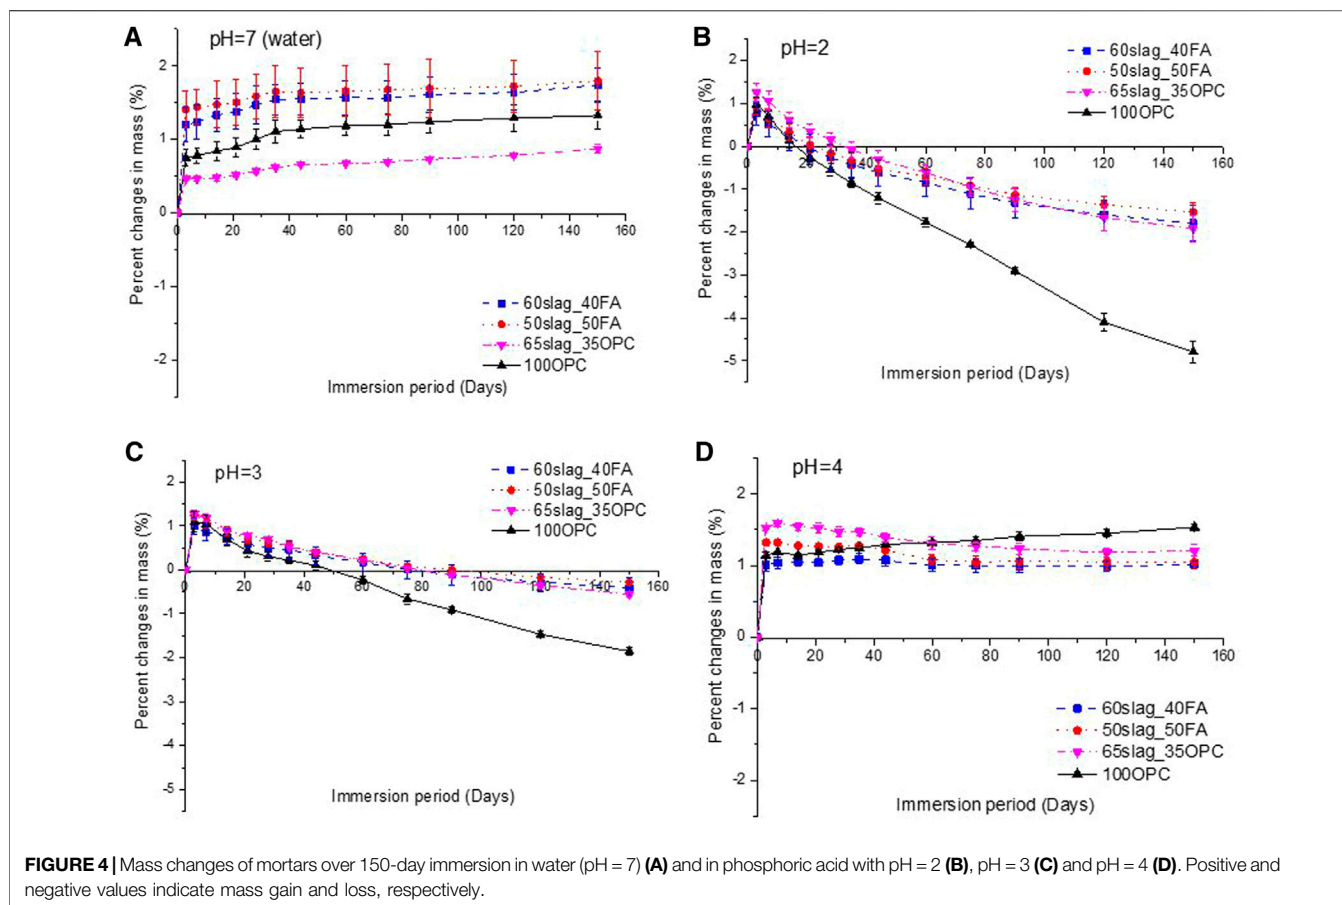 A
pH=7 (water)
Percent changes in mass (%)
2
1
0
-1
-2
0 20 40 60 80 100 120 140 160
60slag_40FA
50slag_50FA
65slag_35OPC
100OPC
Immersion period (Days)
B
pH=2
Percent changes in mass (%)
2
1
0
-1
-2
-3
-4
-5
0 20 40 60 80 100 120 140 160
60slag_40FA
50slag_50FA
65slag_35OPC
100OPC
Immersion period (Days)
C
pH=3
Percent changes in mass (%)
2
1
0
-1
-2
-3
-4
-5
0 20 40 60 80 100 120 140 160
60slag_40FA
50slag_50FA
65slag_35OPC
100OPC
Immersion period (Days)
D
pH=4
Percent changes in mass (%)
2
1
0
-1
-2
0 20 40 60 80 100 120 140 160
60slag_40FA
50slag_50FA
65slag_35OPC
100OPC
Immersion period (Days)
FIGURE 4 | Mass changes of mortars over 150-day immersion in water (pH = 7) (A) and in phosphoric acid with pH = 2 (B), pH = 3 (C) and pH = 4 (D). Positive and
negative values indicate mass gain and loss, respectively.